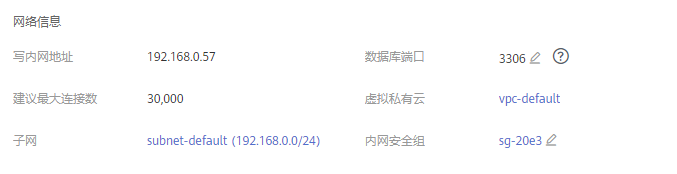 网络信息
写内网地址 192.168.0.57 数据库端口 3306
建议最大连接数 30,000 虚拟私有云 vpc-default
子网 subnet-default (192.168.0.0/24) 内网安全组 sg-20e3